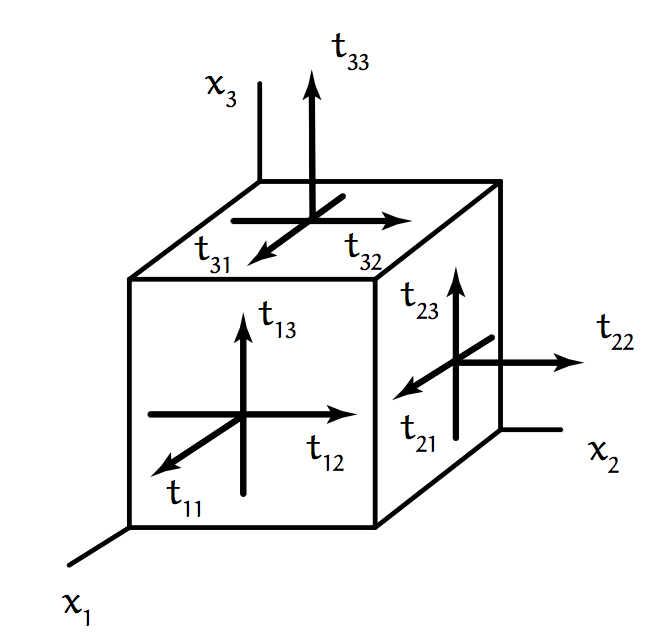 t₃₃
x₃
t₃₁
t₃₂
t₂₃
t₁₃
t₂₂
t₂₁
t₁₂
x₂
t₁₁
x₁